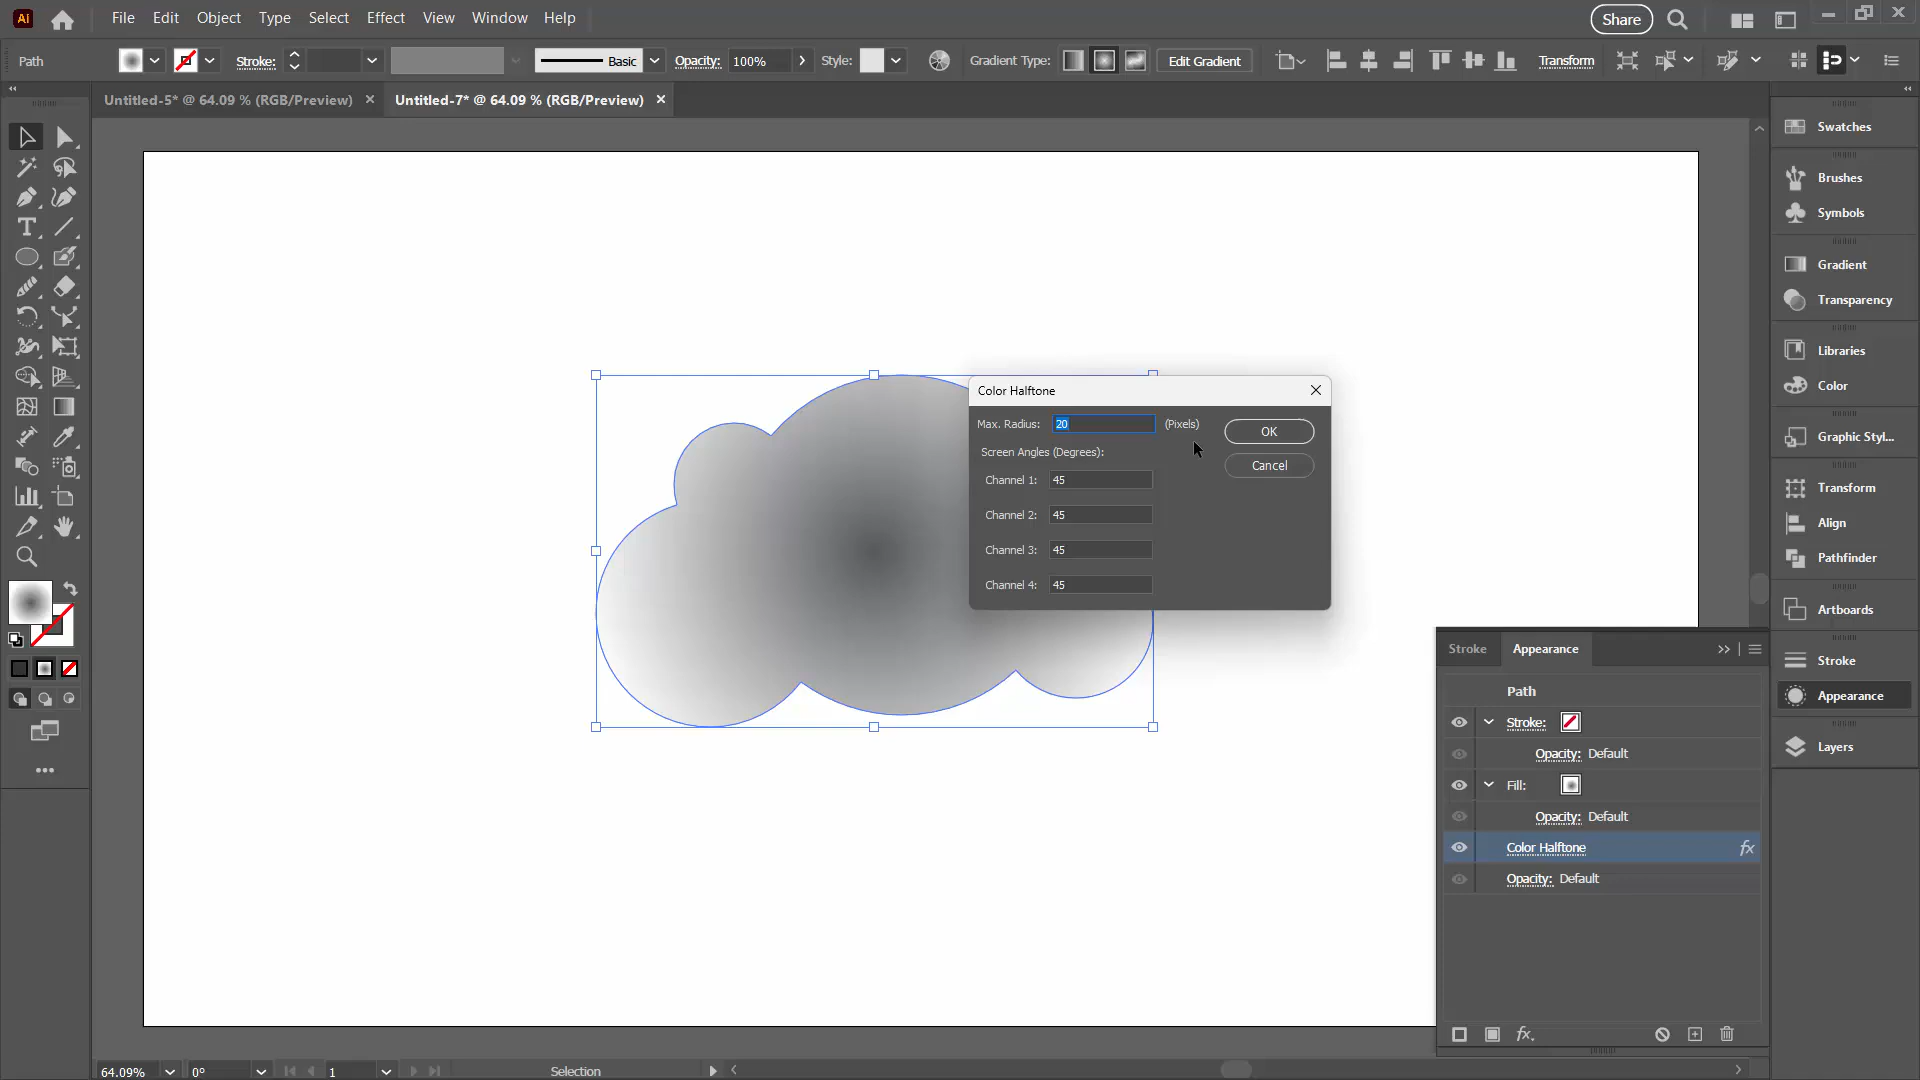 Ai File Edit Object Type Select Effect View Window Help Share
Path Stroke: Basic Opacity: 100% Style: Gradient Type: Edit Gradient Transform
Untitled-5* @ 64.09 % (RGB/Preview) Untitled-7* @ 64.09 % (RGB/Preview)
Swatches
Brushes
Symbols
Gradient
Transparency
Libraries
Color
Graphic Styl...
Transform
Align
Pathfinder
Artboards
Stroke
Appearance
Layers
Color Halftone
Max. Radius: 20 (Pixels) OK
Screen Angles (Degrees): Cancel
Channel 1: 45
Channel 2: 45
Channel 3: 45
Channel 4: 45
Stroke Appearance
Path
Stroke:
Opacity: Default
Fill:
Opacity: Default
Color Halftone fx
Opacity: Default
fx
64.09% 0° 1 Selection